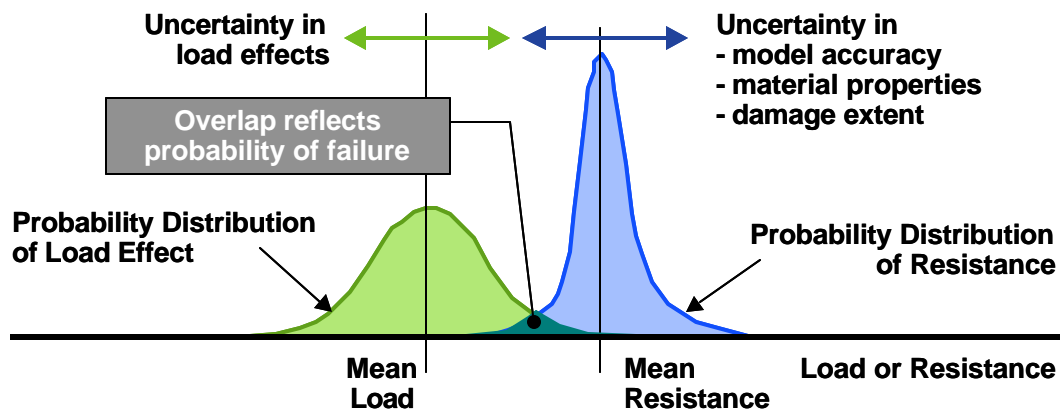 Uncertainty in
load effects
Uncertainty in
- model accuracy
- material properties
- damage extent
Overlap reflects
probability of failure
Probability Distribution
of Load Effect
Probability Distribution
of Resistance
Mean
Load
Mean
Resistance
Load or Resistance